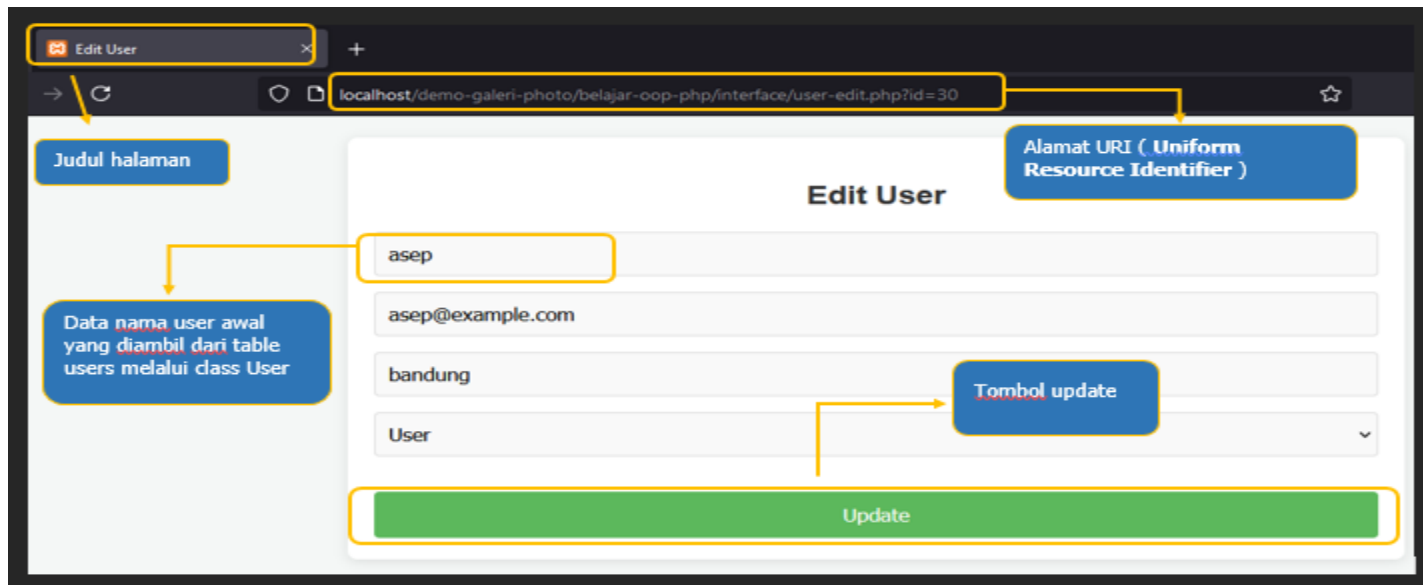 Edit User
localhost/demo-galeri-photo/belajar-oop-php/interface/user-edit.php?id=30
Judul halaman
Alamat URI ( Uniform
Resource Identifier )
Edit User
asep
Data nama user awal
yang diambil dari table
users melalui class User
asep@example.com
bandung
Tombol update
User
Update